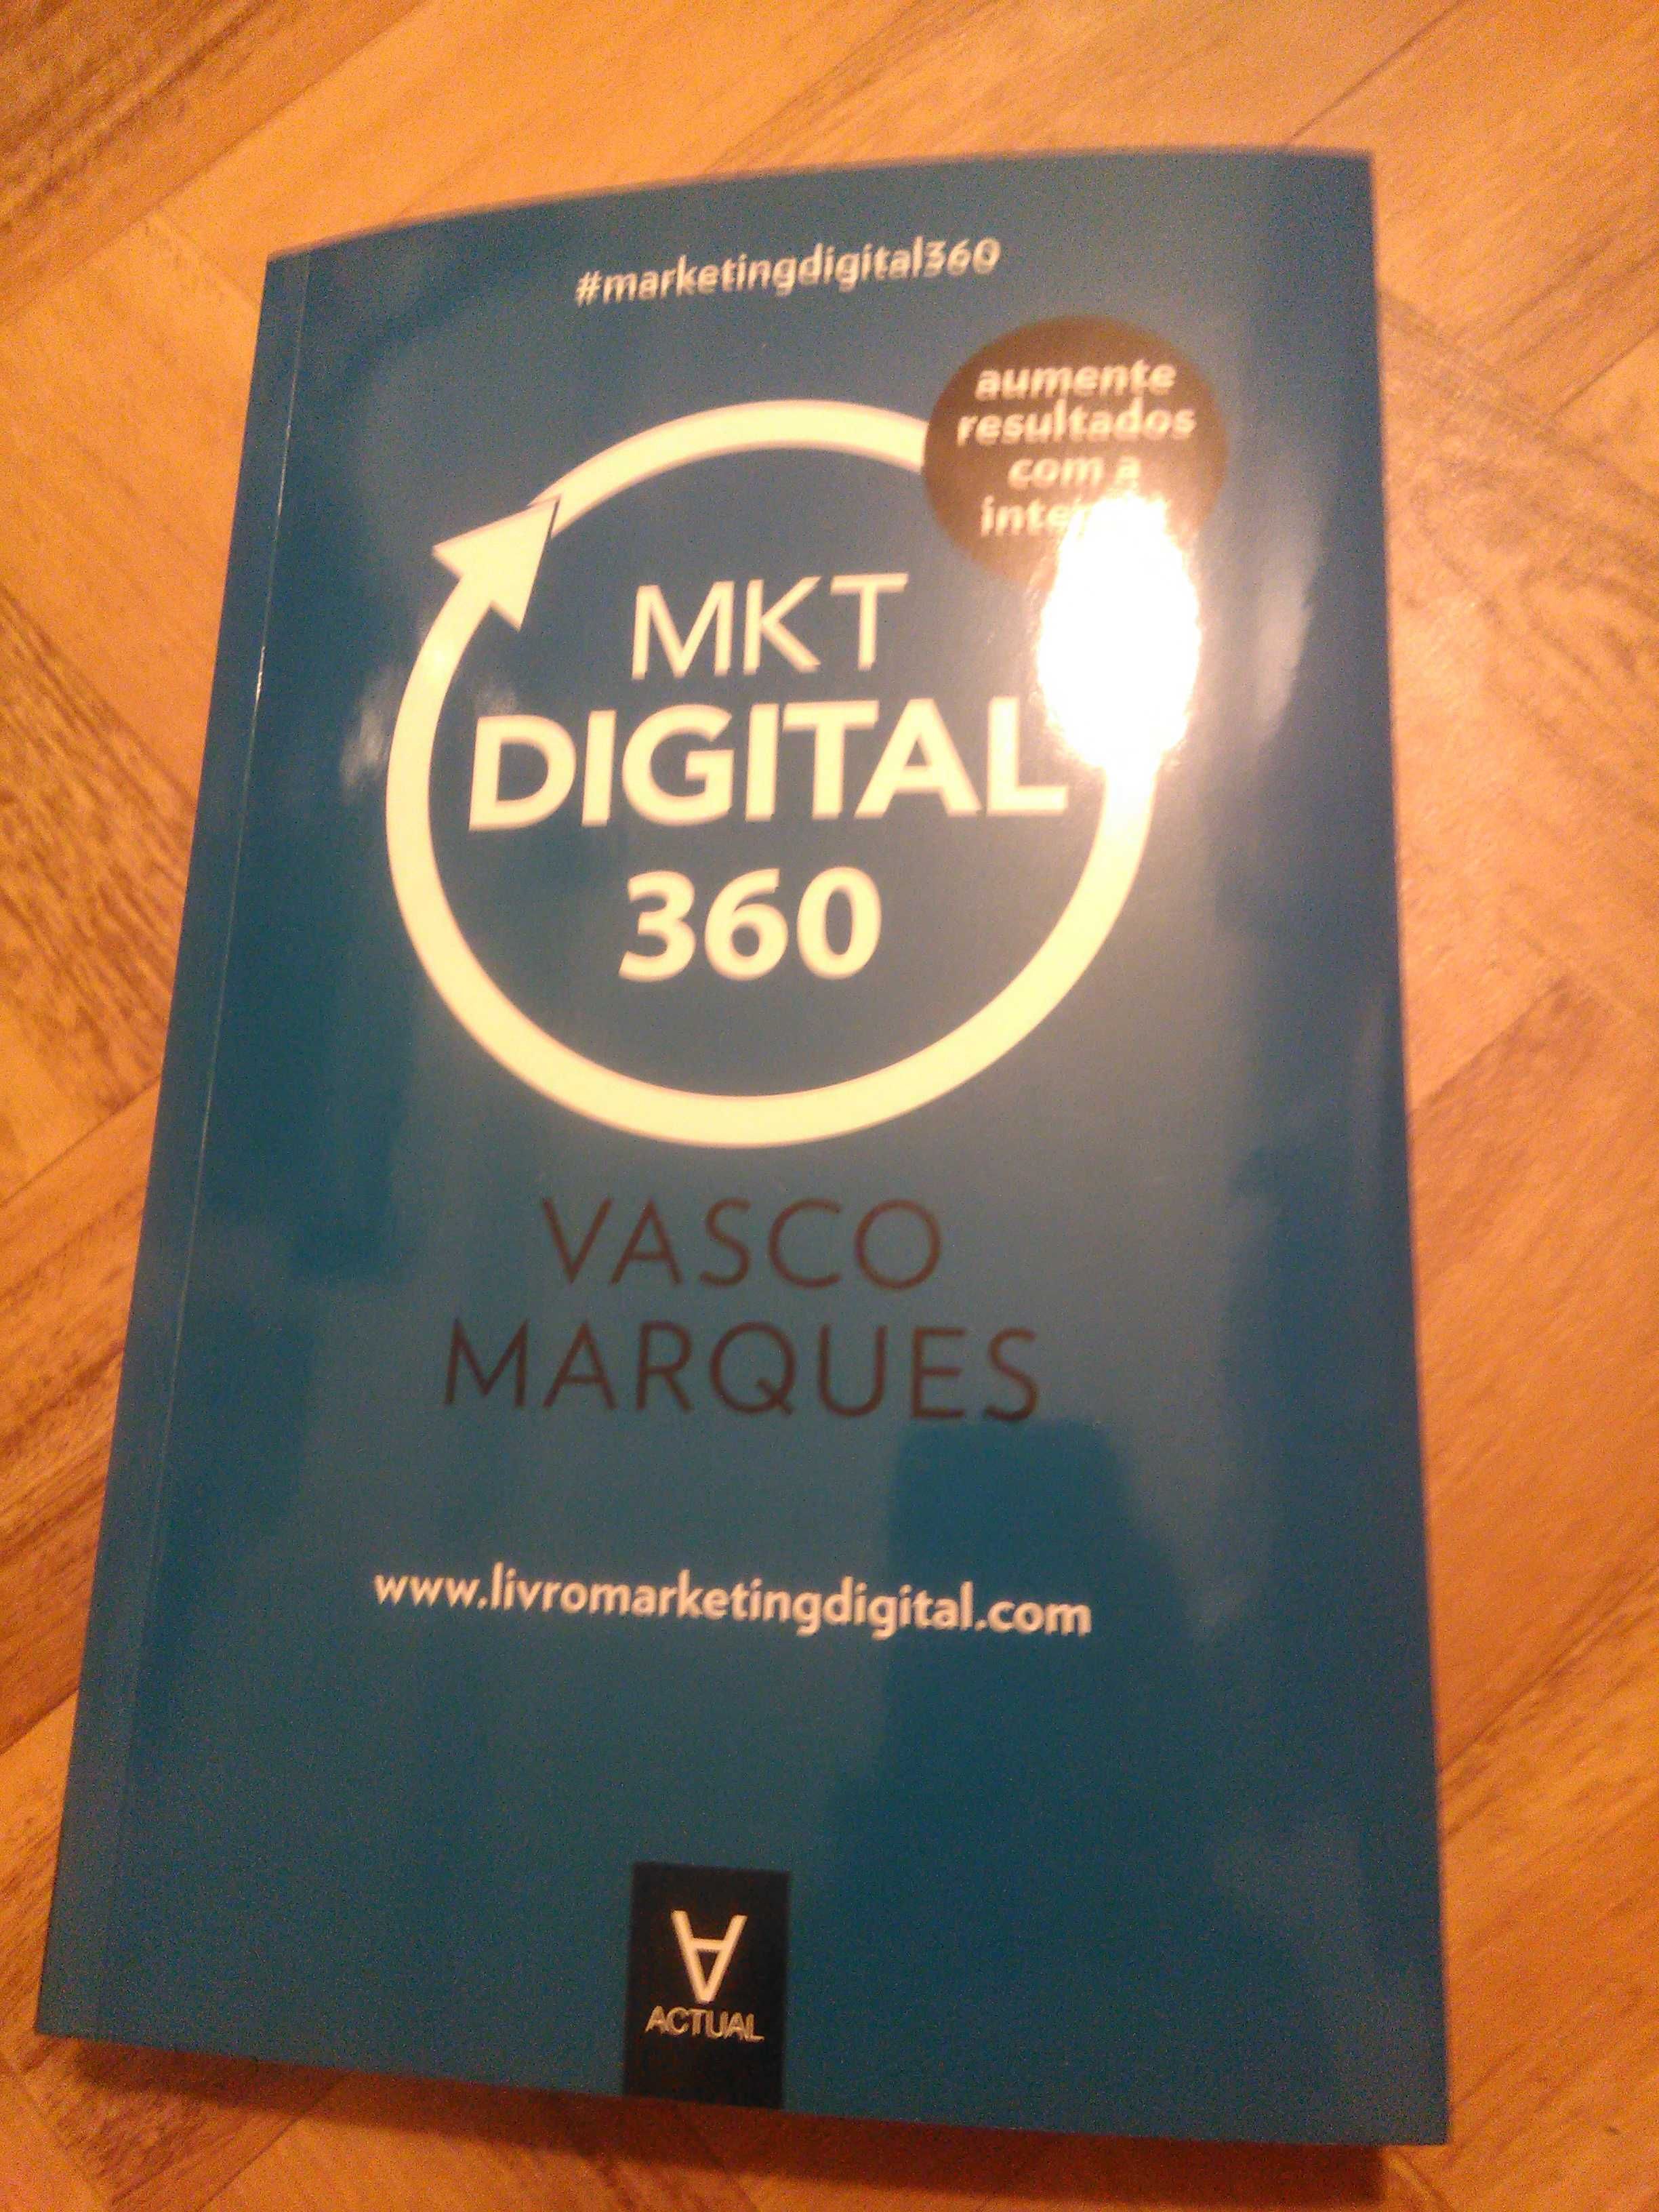 #marketingdigital360
aumente
resultados
com a
MKT
DIGITAL
360
VASCO
MARQUES
www.livromarketingdigital.com
ACTUAL